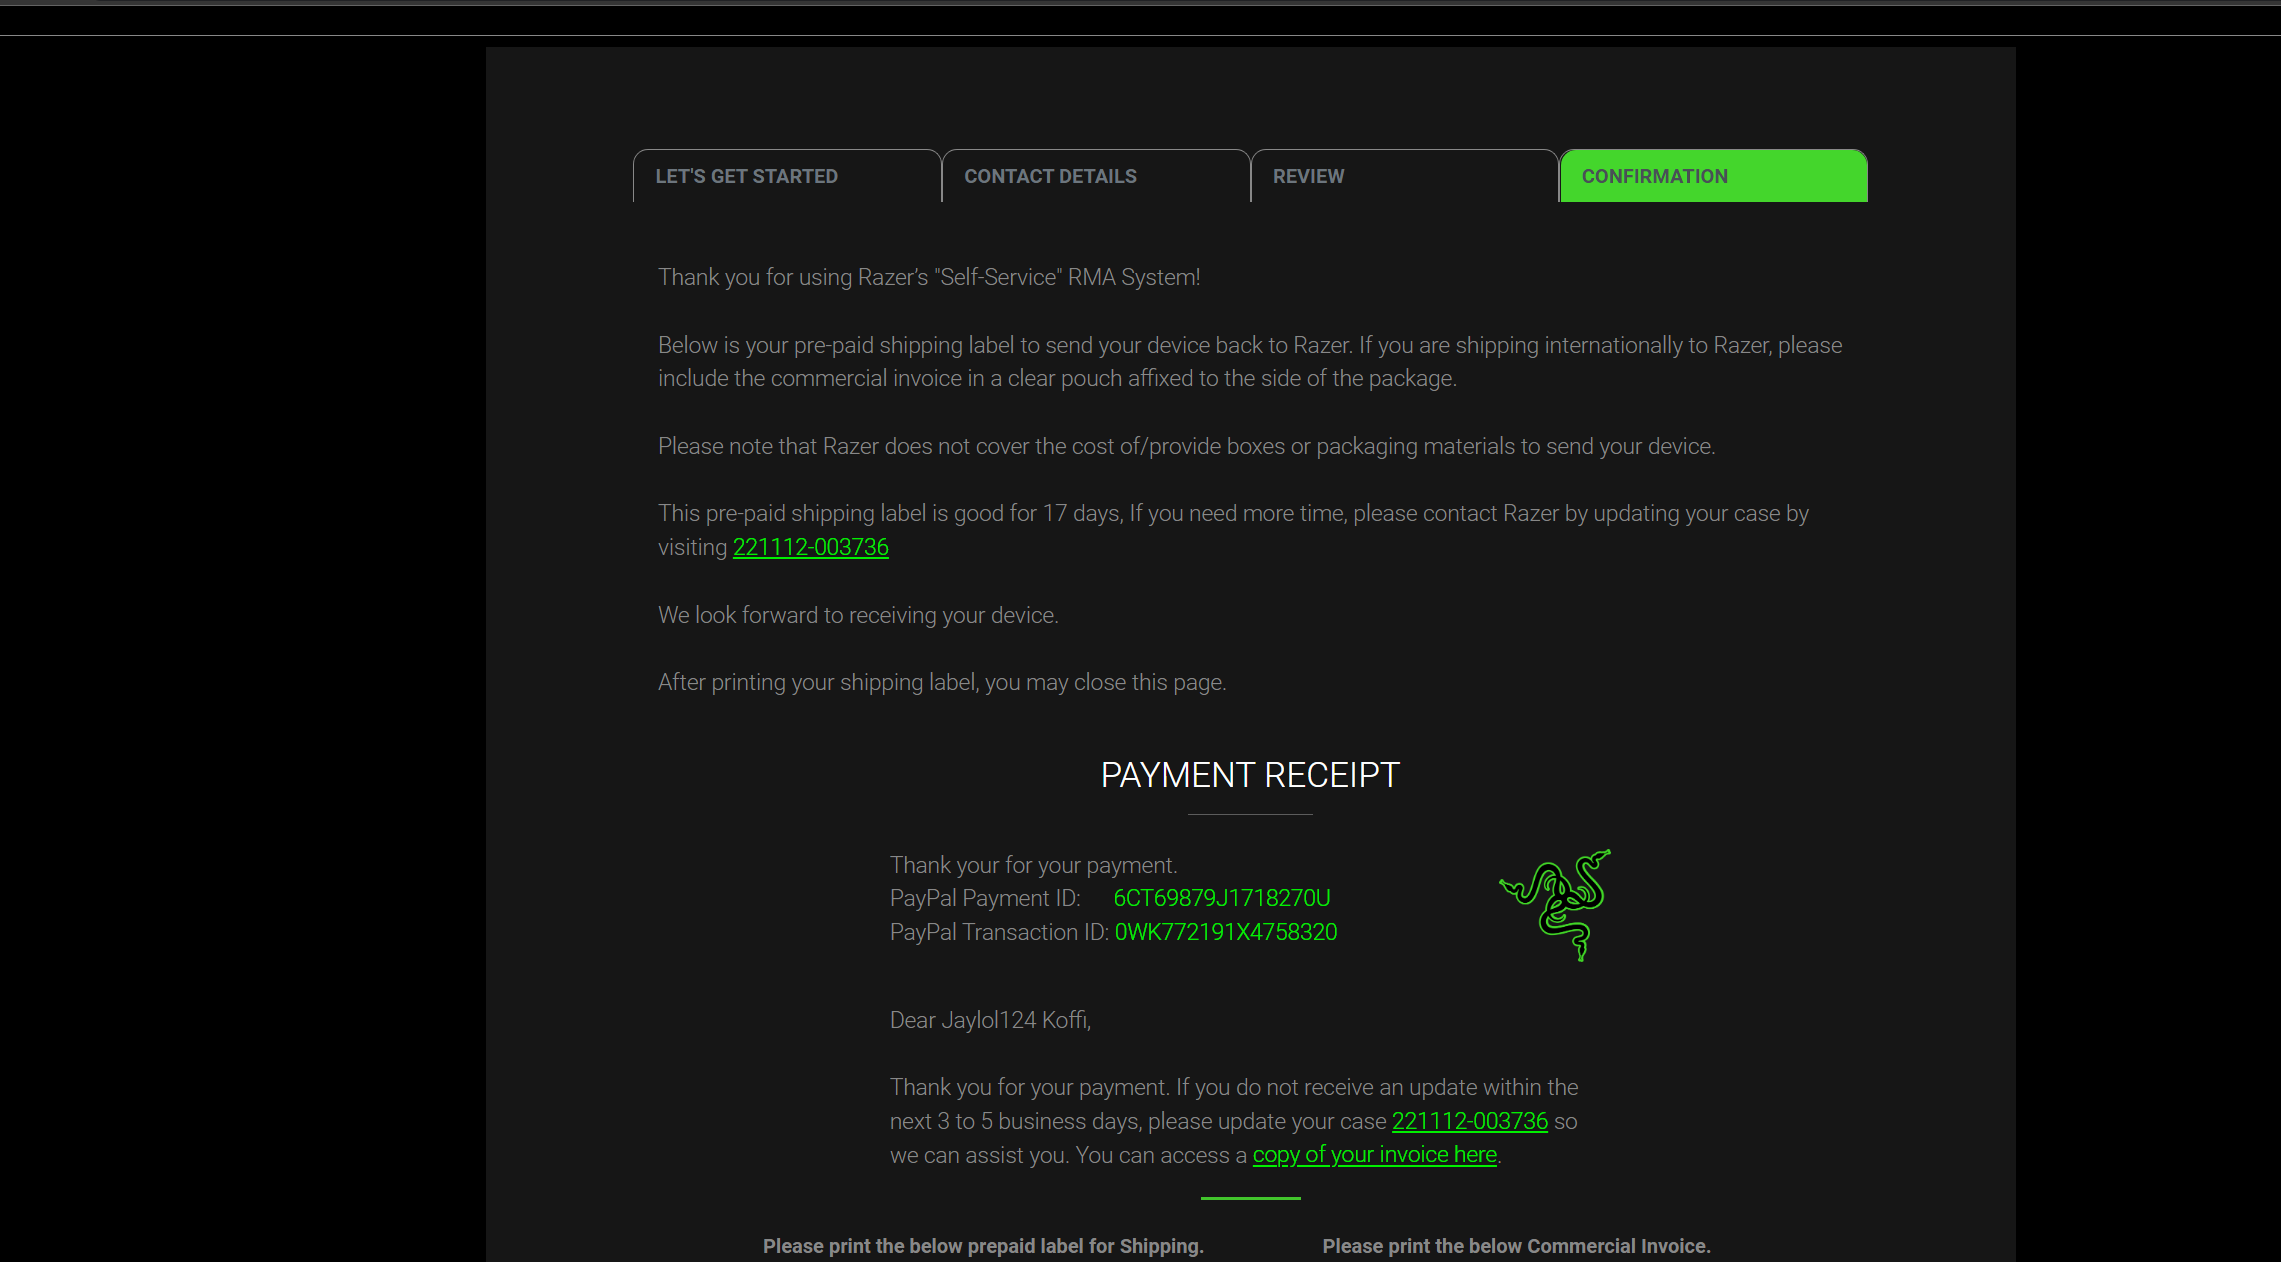 LET'S GET STARTED
CONTACT DETAILS
REVIEW
CONFIRMATION
Thank you for using Razer’s "Self-Service" RMA System!
Below is your pre-paid shipping label to send your device back to Razer. If you are shipping internationally to Razer, please
include the commercial invoice in a clear pouch affixed to the side of the package.
Please note that Razer does not cover the cost of/provide boxes or packaging materials to send your device.
This pre-paid shipping label is good for 17 days, If you need more time, please contact Razer by updating your case by
visiting 221112-003736
We look forward to receiving your device.
After printing your shipping label, you may close this page.
PAYMENT RECEIPT
Thank your for your payment.
PayPal Payment ID: 6CT69879J1718270U
PayPal Transaction ID: 0WK772191X4758320
Dear Jaylol124 Koffi,
Thank you for your payment. If you do not receive an update within the
next 3 to 5 business days, please update your case 221112-003736 so
we can assist you. You can access a copy of your invoice here.
Please print the below prepaid label for Shipping.
Please print the below Commercial Invoice.